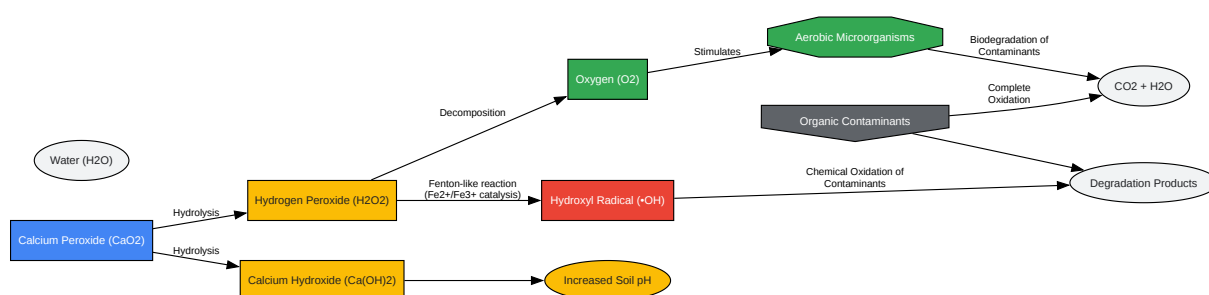 Aerobic Microorganisms
Biodegradation of
Contaminants
Stimulates
Oxygen (O2)
CO2 + H2O
Complete
Oxidation
Decomposition
Organic Contaminants
Water (H2O)
Chemical Oxidation of
Contaminants
Degradation Products
Fenton-like reaction
(Fe2+/Fe3+ catalysis)
Hydrogen Peroxide (H2O2)
Hydroxyl Radical (•OH)
Hydrolysis
Calcium Peroxide (CaO2)
Hydrolysis
Calcium Hydroxide (Ca(OH)2)
Increased Soil pH